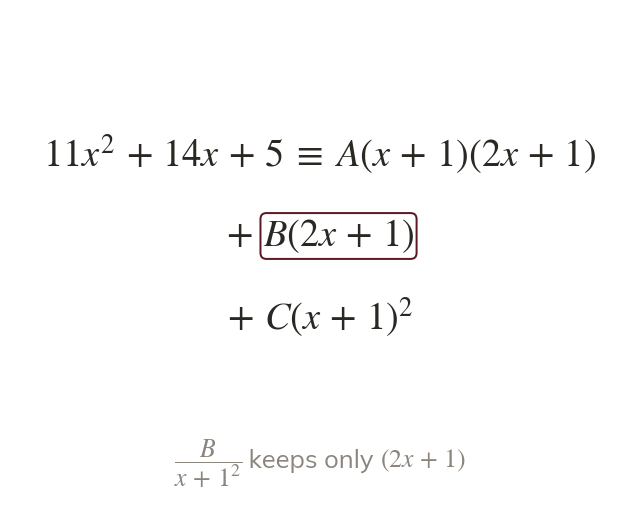 11x² + 14x + 5 ≡ A(x + 1)(2x + 1)
+ B(2x + 1)
+ C(x + 1)²
B/x + 1² keeps only (2x + 1)